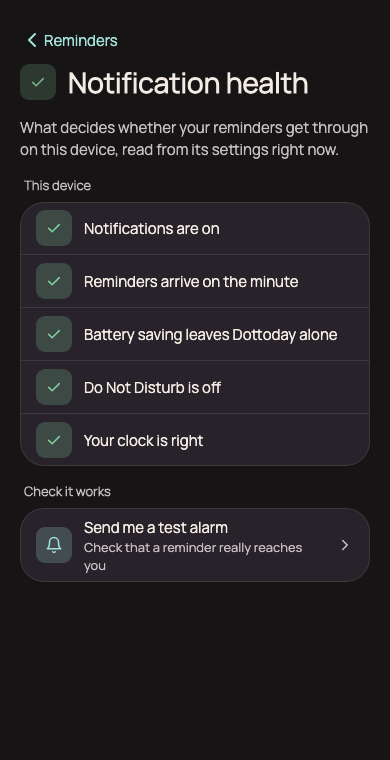 Reminders
Notification health
What decides whether your reminders get through
on this device, read from its settings right now.
This device
Notifications are on
Reminders arrive on the minute
Battery saving leaves Dottoday alone
Do Not Disturb is off
Your clock is right
Check it works
Send me a test alarm
Check that a reminder really reaches
you